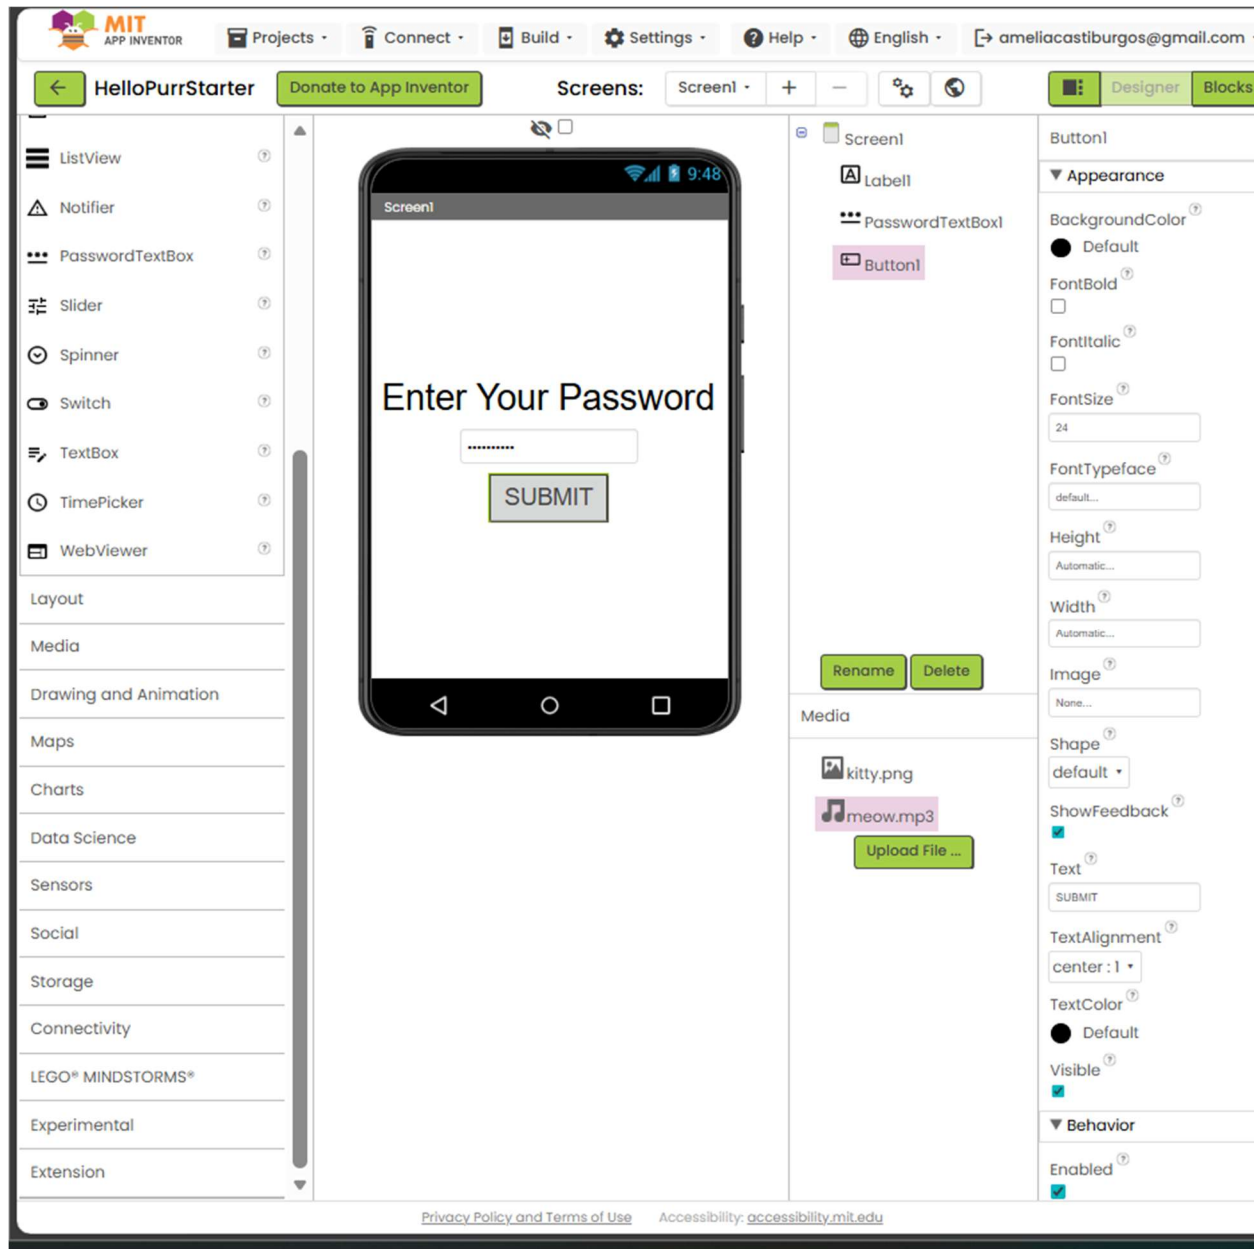 MIT
APP INVENTOR
Projects
Connect
Build
Settings
Help
English
ameliacastiburgos@gmail.com
HelloPurrStarter
Donate to App Inventor
Screens:
Screen1
+
−
Designer
Blocks
ListView
Notifier
PasswordTextBox
Slider
Spinner
Switch
TextBox
TimePicker
WebViewer
Layout
Media
Drawing and Animation
Maps
Charts
Data Science
Sensors
Social
Storage
Connectivity
LEGO® MINDSTORMS®
Experimental
Extension
9:48
Screen1
Enter Your Password
••••••••••
SUBMIT
Screen1
Label1
PasswordTextBox1
Button1
Rename
Delete
Media
kitty.png
meow.mp3
Upload File ...
Button1
Appearance
BackgroundColor
Default
FontBold
FontItalic
FontSize
24
FontTypeface
default...
Height
Automatic...
Width
Automatic...
Image
None...
Shape
default
ShowFeedback
Text
SUBMIT
TextAlignment
center : 1
TextColor
Default
Visible
Behavior
Enabled
Privacy Policy and Terms of Use
Accessibility: accessibility.mit.edu